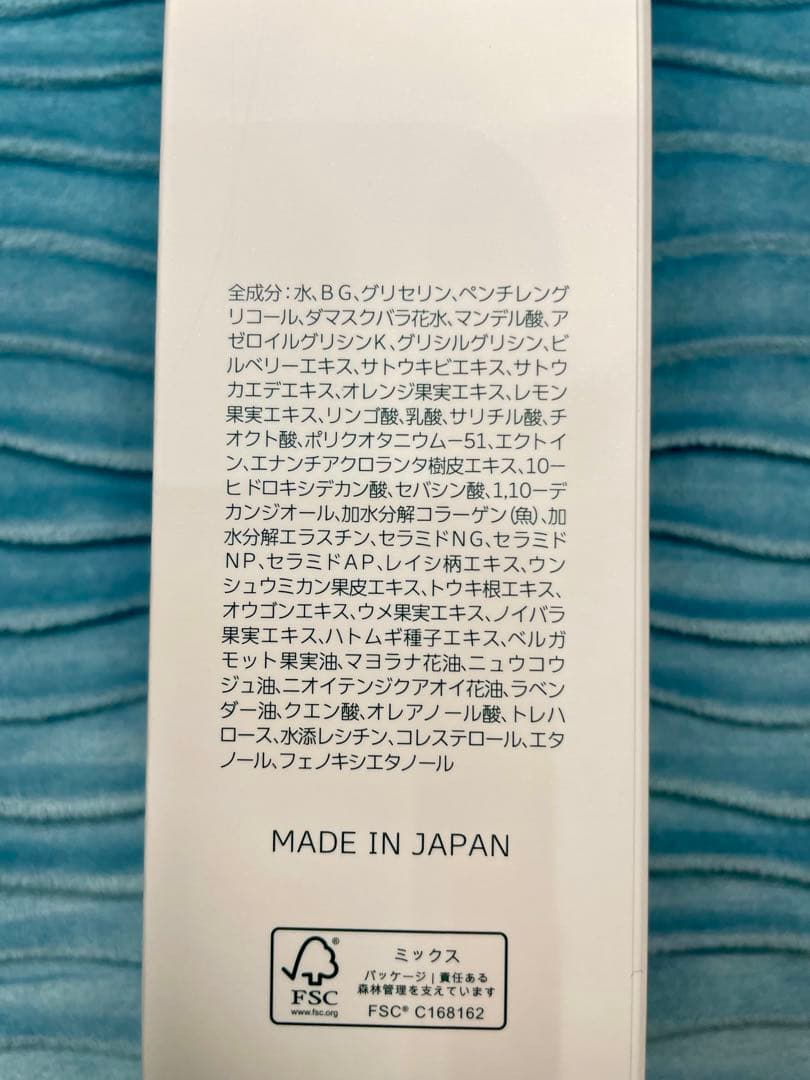 全成分:水、BG、グリセリン、ペンチレング
リコール、ダマスクバラ花水、マンデル酸、ア
ゼロイルグリシンK、グリシルグリシン、ビ
ルベリーエキス、サトウキビエキス、サトウ
カエデエキス、オレンジ果実エキス、レモン
果実エキス、リンゴ酸、乳酸、サリチル酸、チ
オクト酸、ポリクオタニウムー51、エクトイ
ン、エナンチアクロランタ樹皮エキス、10ー
ヒドロキシデカン酸、セバシン酸、1,10ーデ
カンジオール、加水分解コラーゲン(魚)、加
水分解エラスチン、セラミドNG、セラミド
NP、セラミドAP、レイシ柄エキス、ウン
シュウミカン果皮エキス、トウキ根エキス、
オウゴンエキス、ウメ果実エキス、ノイバラ
果実エキス、ハトムギ種子エキス、ベルガ
モット果実油、マヨラナ花油、ニュウコウ
ジュ油、ニオイテンジクアオイ花油、ラベン
ダー油、クエン酸、オレアノール酸、トレハ
ロース、水添レシチン、コレステロール、エタ
ノール、フェノキシエタノール
MADE IN JAPAN
®
FSC
www.fsc.org
ミックス
パッケージ|責任ある
森林管理を支えています
FSC® C168162